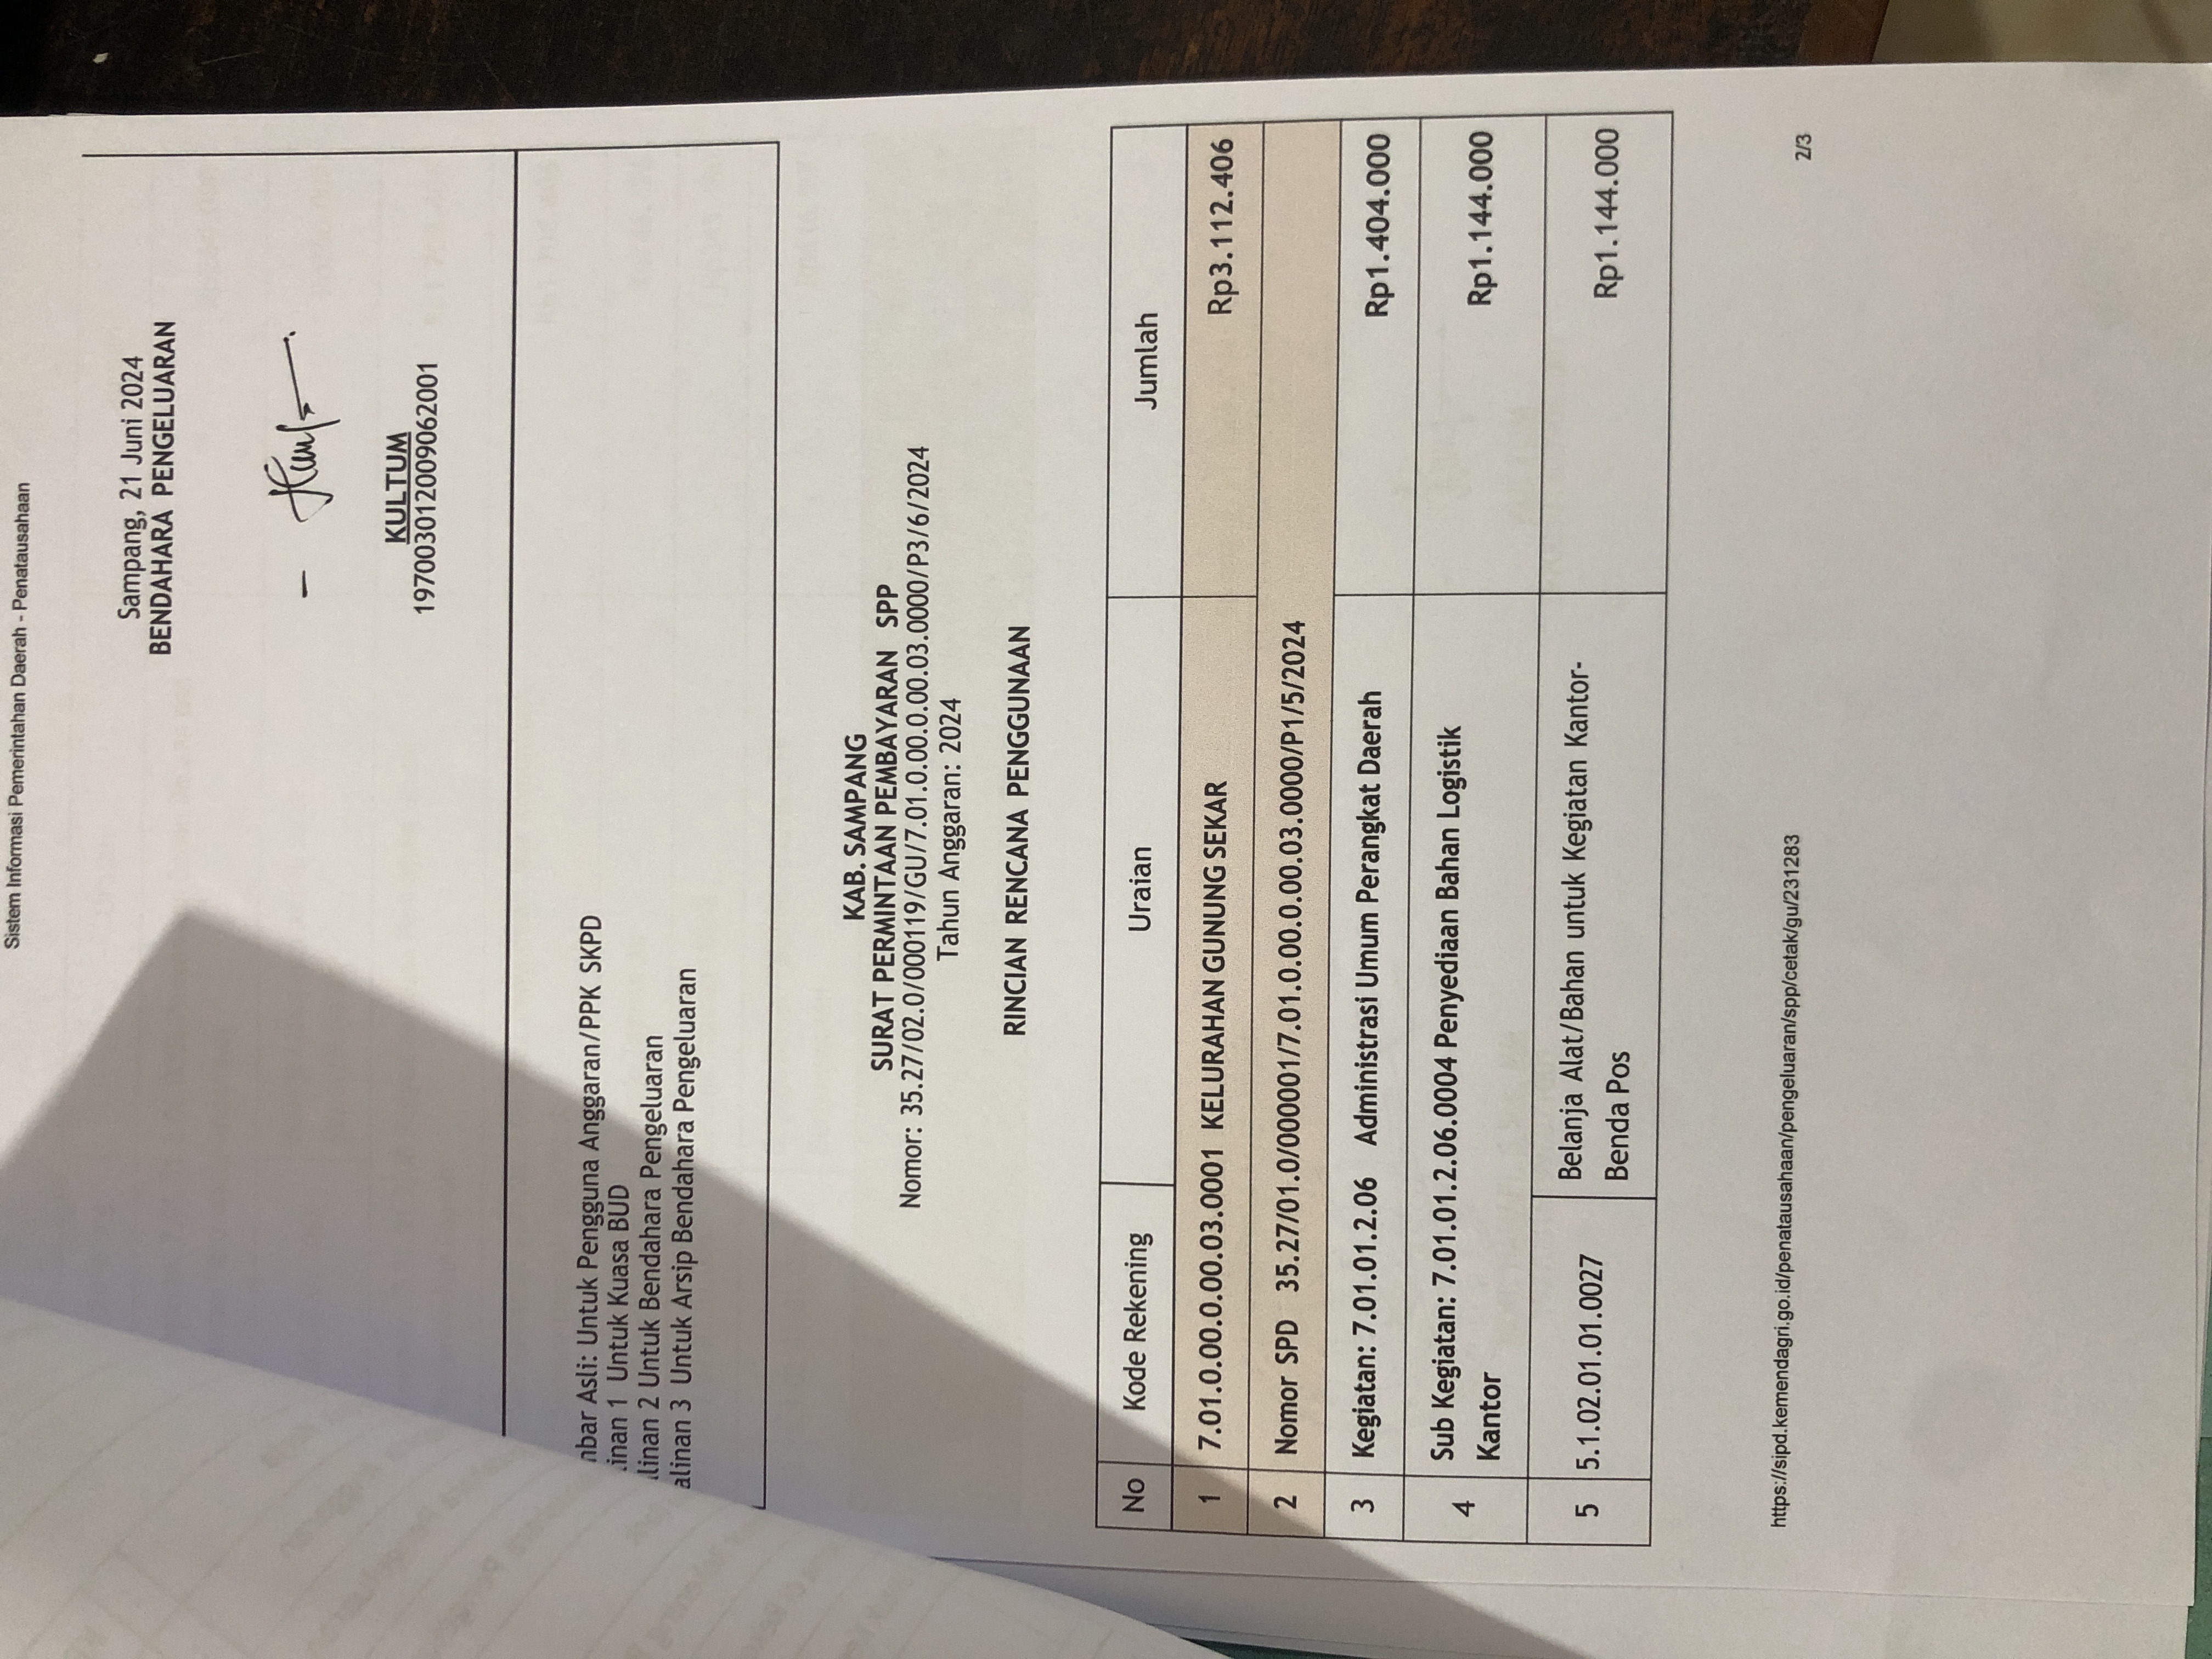 Sistem Informasi Pemerintahan Daerah - Penatausahaan
Sampang, 21 Juni 2024
BENDAHARA PENGELUARAN
KULTUM
197003012009062001
nbar Asli: Untuk Pengguna Anggaran/PPK SKPD
inan 1 Untuk Kuasa BUD
linan 2 Untuk Bendahara Pengeluaran
alinan 3 Untuk Arsip Bendahara Pengeluaran
KAB. SAMPANG
SURAT PERMINTAAN PEMBAYARAN SPP
Nomor: 35.27/02.0/000119/GU/7.01.0.00.0.00.03.0000/P3/6/2024
Tahun Anggaran: 2024
RINCIAN RENCANA PENGGUNAAN
No Kode Rekening Uraian Jumlah
1 7.01.0.00.0.00.03.0001 KELURAHAN GUNUNG SEKAR Rp3.112.406
2 Nomor SPD 35.27/01.0/000001/7.01.0.00.0.00.03.0000/P1/5/2024
3 Kegiatan: 7.01.01.2.06 Administrasi Umum Perangkat Daerah Rp1.404.000
4 Sub Kegiatan: 7.01.01.2.06.0004 Penyediaan Bahan Logistik
Kantor Rp1.144.000
5 5.1.02.01.01.0027 Belanja Alat/Bahan untuk Kegiatan Kantor-
Benda Pos Rp1.144.000
https://sipd.kemendagri.go.id/penatausahaan/pengeluaran/spp/cetak/gu/231283
2/3